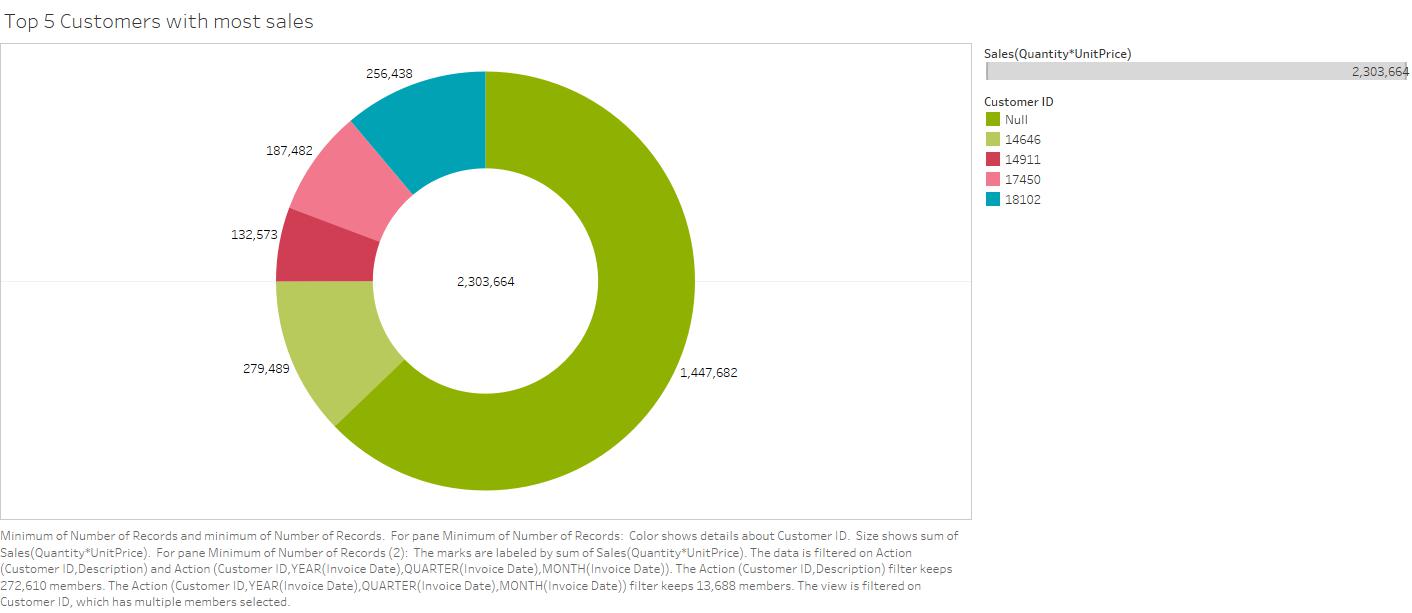 Top 5 Customers with most sales
Sales(Quantity*UnitPrice)
2,303,664
Customer ID
Null
14646
14911
17450
18102
256,438
187,482
132,573
2,303,664
279,489
1,447,682
Minimum of Number of Records and minimum of Number of Records.  For pane Minimum of Number of Records:  Color shows details about Customer ID.  Size shows sum of
Sales(Quantity*UnitPrice).  For pane Minimum of Number of Records (2):  The marks are labeled by sum of Sales(Quantity*UnitPrice). The data is filtered on Action
(Customer ID,Description) and Action (Customer ID,YEAR(Invoice Date),QUARTER(Invoice Date),MONTH(Invoice Date)). The Action (Customer ID,Description) filter keeps
272,610 members. The Action (Customer ID,YEAR(Invoice Date),QUARTER(Invoice Date),MONTH(Invoice Date)) filter keeps 13,688 members. The view is filtered on
Customer ID, which has multiple members selected.